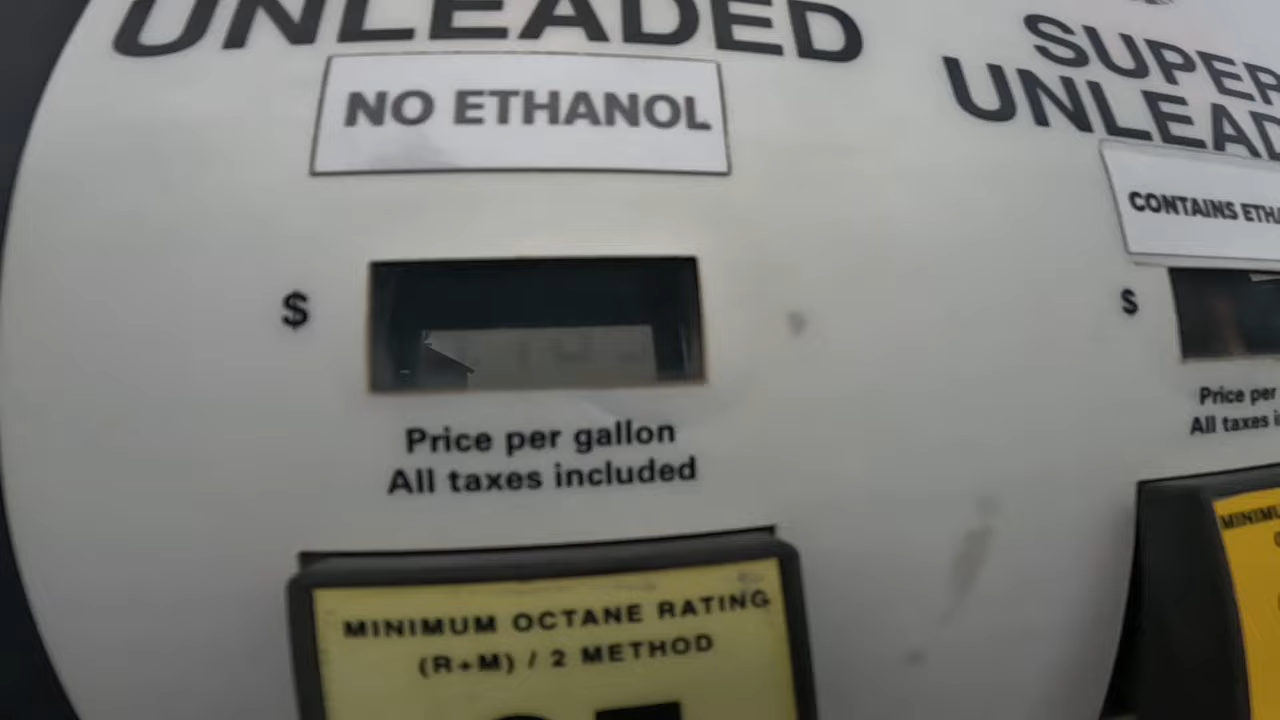 UNLEADED
NO ETHANOL
$
Price per gallon
All taxes included
MINIMUM OCTANE RATING
(R+M) / 2 METHOD
SUPER
UNLEAD
CONTAINS ETHA
$
Price per
All taxes i
MINIMU